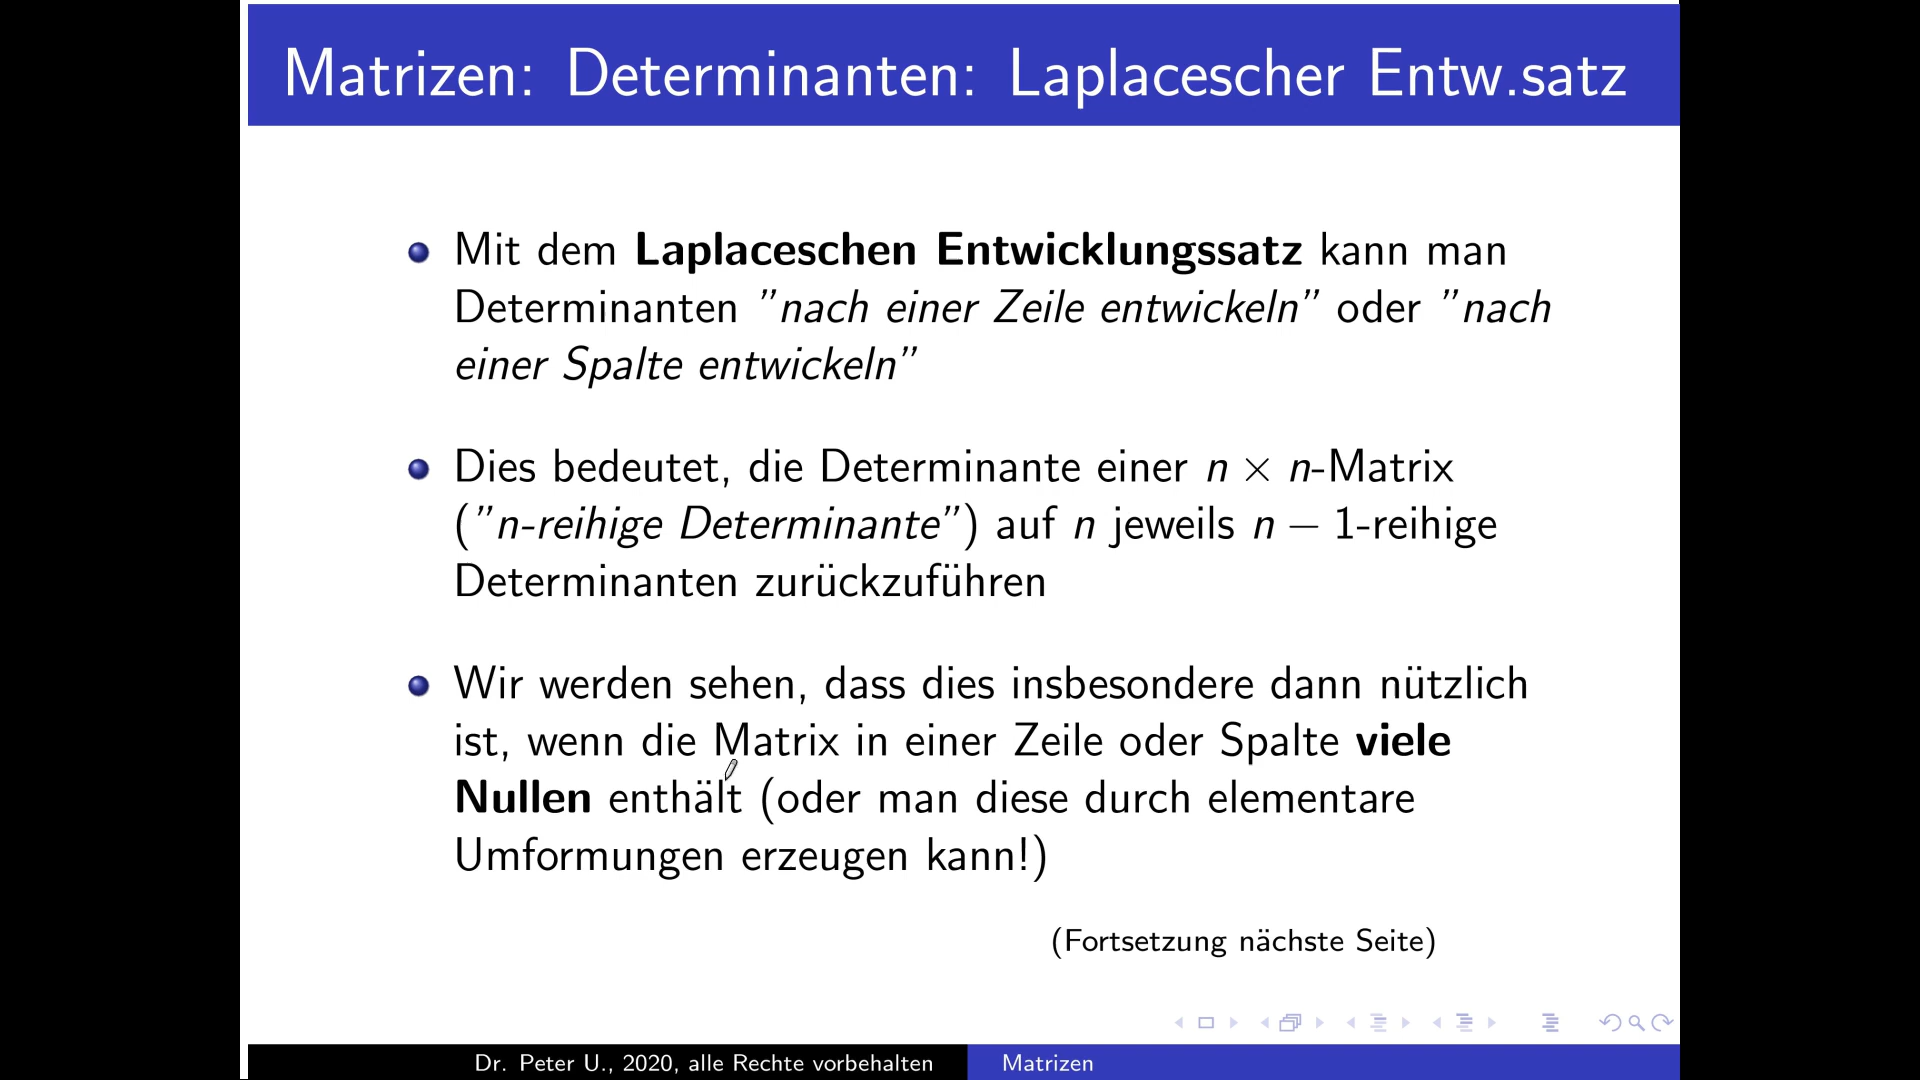 Matrizen: Determinanten: Laplacescher Entw.satz
Mit dem Laplaceschen Entwicklungssatz kann man
Determinanten ”nach einer Zeile entwickeln” oder ”nach
einer Spalte entwickeln”
Dies bedeutet, die Determinante einer n × n-Matrix
(”n-reihige Determinante”) auf n jeweils n − 1-reihige
Determinanten zurückzuführen
Wir werden sehen, dass dies insbesondere dann nützlich
ist, wenn die Matrix in einer Zeile oder Spalte viele
Nullen enthält (oder man diese durch elementare
Umformungen erzeugen kann!)
(Fortsetzung nächste Seite)
Dr. Peter U., 2020, alle Rechte vorbehalten
Matrizen